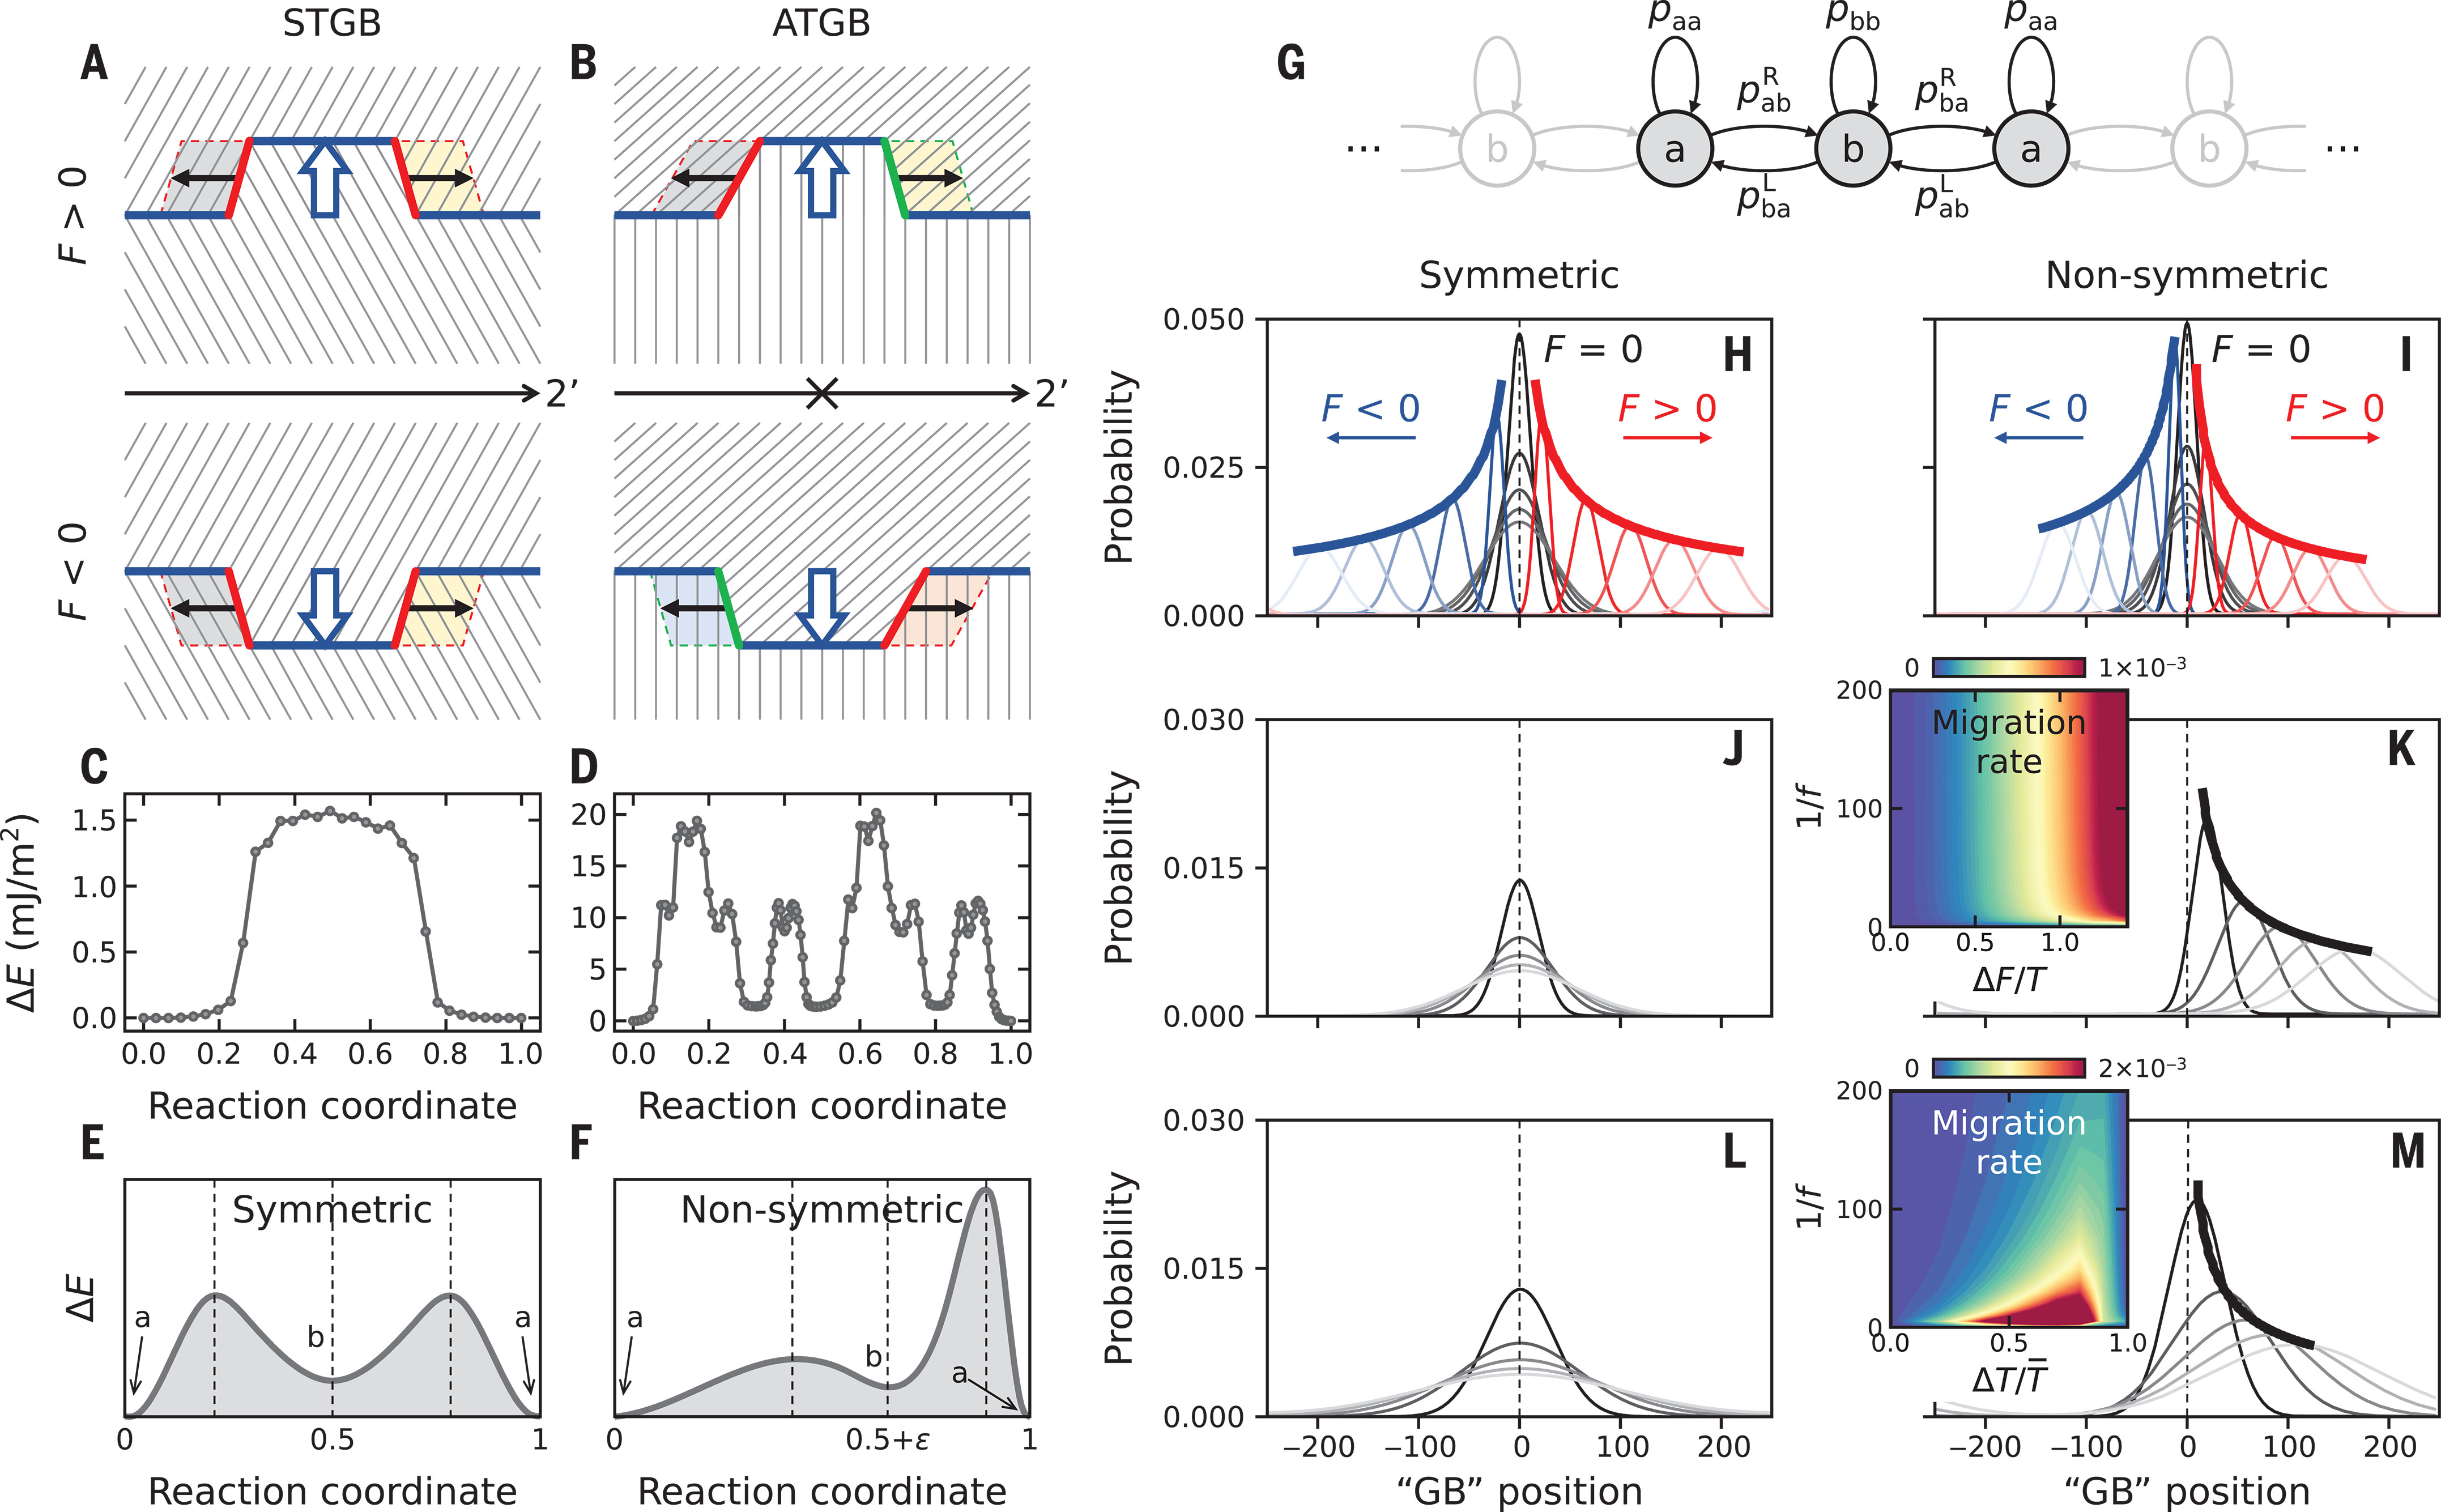 STGB
ATGB
A
B
F > 0
2’
2’
F < 0
C
D
ΔE (mJ/m²)
1.5
1.0
0.5
0.0
0.0 0.2 0.4 0.6 0.8 1.0
Reaction coordinate
20
15
10
5
0
0.0 0.2 0.4 0.6 0.8 1.0
Reaction coordinate
E
F
Symmetric
Non-symmetric
ΔE
a
b
a
a
b
a
0 0.5 1
0 0.5+ε 1
Reaction coordinate
Reaction coordinate
G
p_aa
p_bb
p_aa
p^R_ab
p^R_ba
... b a b a b ...
p^L_ba
p^L_ab
Symmetric
Non-symmetric
Probability
0.050
0.025
0.000
F = 0
H
F < 0
F > 0
F = 0
I
F < 0
F > 0
Probability
0.030
0.015
0.000
J
0 1×10⁻³
200
100
0
1/f
Migration
rate
0.0 0.5 1.0
ΔF/T
K
Probability
0.030
0.015
0.000
L
−200 −100 0 100 200
“GB” position
0 2×10⁻³
200
100
0
1/f
Migration
rate
0.0 0.5 1.0
ΔT/T̅
M
−200 −100 0 100 200
“GB” position